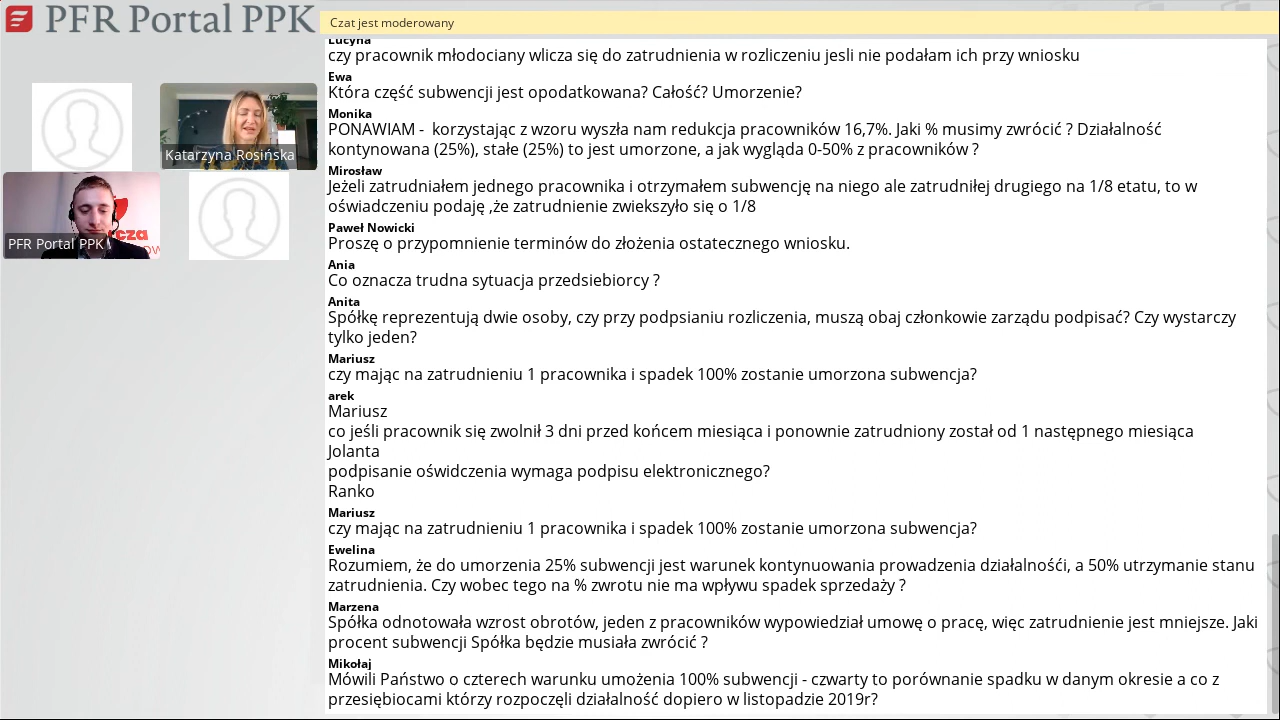 PFR Portal PPK
Czat jest moderowany
Katarzyna Rosińska
PFR Portal PPK
Lucyna
czy pracownik młodociany wlicza się do zatrudnienia w rozliczeniu jesli nie podałam ich przy wniosku
Ewa
Która część subwencji jest opodatkowana? Całość? Umorzenie?
Monika
PONAWIAM -  korzystając z wzoru wyszła nam redukcja pracowników 16,7%. Jaki % musimy zwrócić ? Działalność
kontynowana (25%), stałe (25%) to jest umorzone, a jak wygląda 0-50% z pracowników ?
Mirosław
Jeżeli zatrudniałem jednego pracownika i otrzymałem subwencję na niego ale zatrudniłej drugiego na 1/8 etatu, to w
oświadczeniu podaję ,że zatrudnienie zwiekszyło się o 1/8
Paweł Nowicki
Proszę o przypomnienie terminów do złożenia ostatecznego wniosku.
Ania
Co oznacza trudna sytuacja przedsiebiorcy ?
Anita
Spółkę reprezentują dwie osoby, czy przy podpsianiu rozliczenia, muszą obaj członkowie zarządu podpisać? Czy wystarczy
tylko jeden?
Mariusz
czy mając na zatrudnieniu 1 pracownika i spadek 100% zostanie umorzona subwencja?
arek
Mariusz
co jeśli pracownik się zwolnił 3 dni przed końcem miesiąca i ponownie zatrudniony został od 1 następnego miesiąca
Jolanta
podpisanie oświdczenia wymaga podpisu elektronicznego?
Ranko
Mariusz
czy mając na zatrudnieniu 1 pracownika i spadek 100% zostanie umorzona subwencja?
Ewelina
Rozumiem, że do umorzenia 25% subwencji jest warunek kontynuowania prowadzenia działalnośći, a 50% utrzymanie stanu
zatrudnienia. Czy wobec tego na % zwrotu nie ma wpływu spadek sprzedaży ?
Marzena
Spółka odnotowała wzrost obrotów, jeden z pracowników wypowiedział umowę o pracę, więc zatrudnienie jest mniejsze. Jaki
procent subwencji Spółka będzie musiała zwrócić ?
Mikołaj
Mówili Państwo o czterech warunku umożenia 100% subwencji - czwarty to porównanie spadku w danym okresie a co z
przesiębiocami którzy rozpoczęli działalność dopiero w listopadzie 2019r?